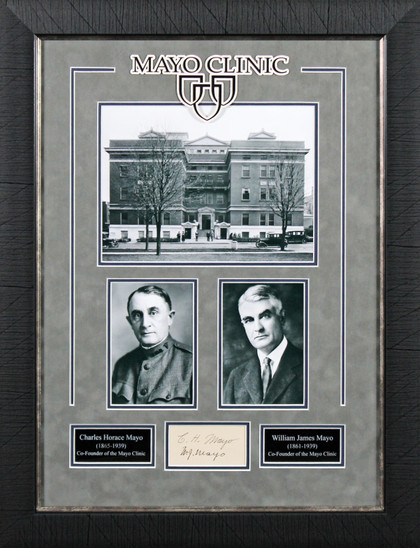 MAYO CLINIC
Charles Horace Mayo
(1865-1939)
Co-Founder of the Mayo Clinic
C. H. Mayo
W.J. Mayo
William James Mayo
(1861-1939)
Co-Founder of the Mayo Clinic